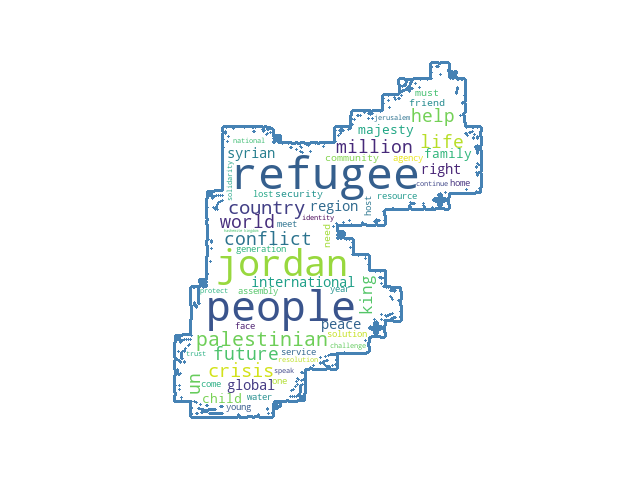 must
friend
jerusalem
help
majesty
national
million
life
syrian
community
agency
family
solidarity
refugee
right
continue
home
lost
security
resource
country
region
host
world
identity
meet
need
conflict
generation
jordan
international
protect
assembly
year
king
people
face
peace
palestinian
solution
challenge
trust
future
service
resolution
crisis
speak
un
come
global
one
child
water
young